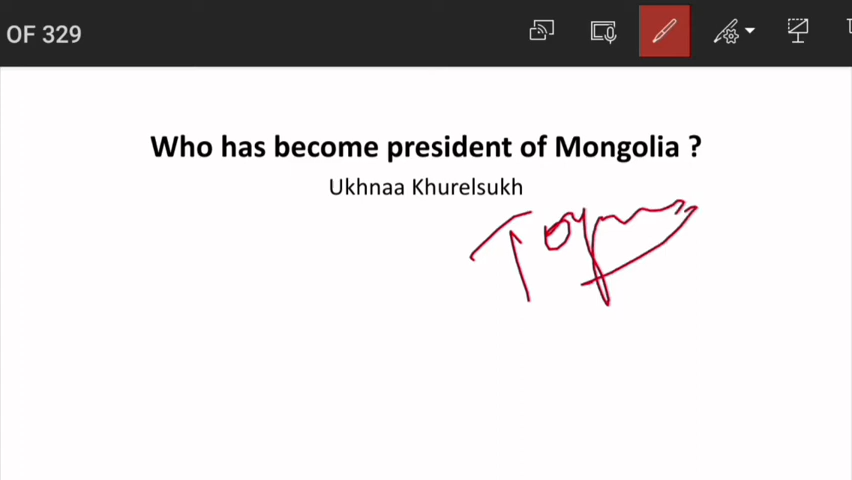 OF 329
Who has become president of Mongolia ?
Ukhnaa Khurelsukh